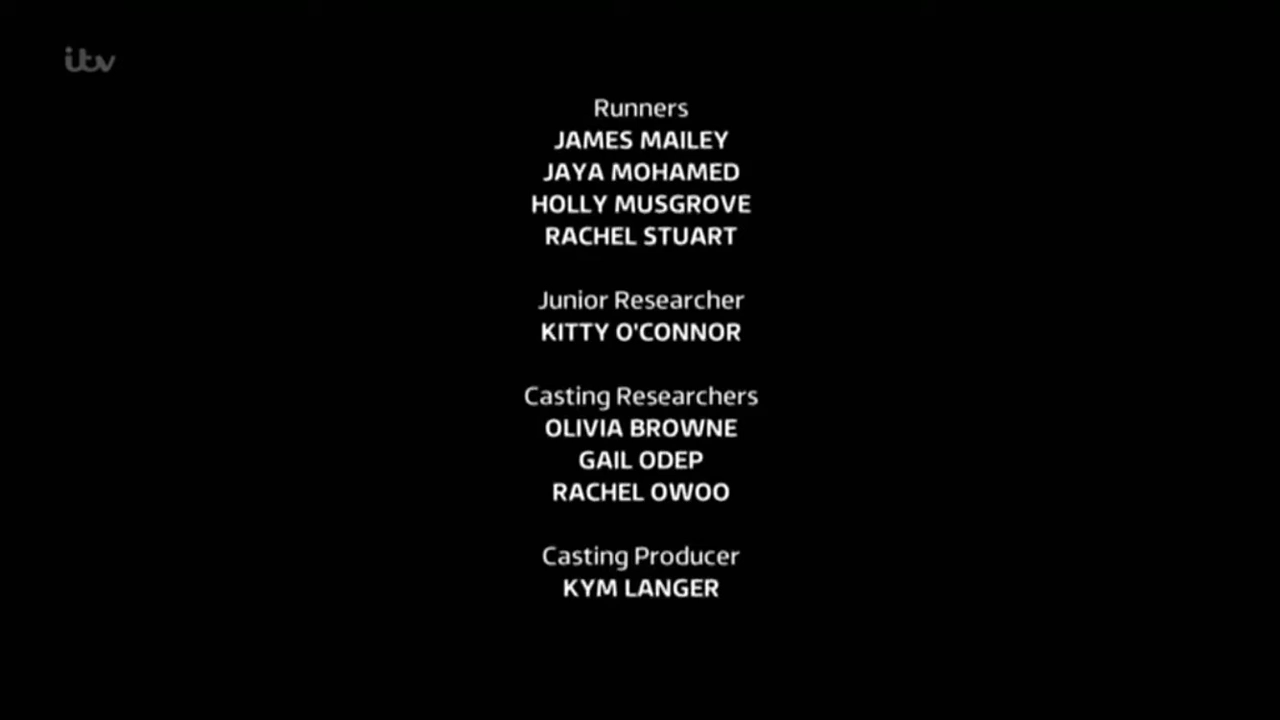 itv
Runners
JAMES MAILEY
JAYA MOHAMED
HOLLY MUSGROVE
RACHEL STUART
Junior Researcher
KITTY O'CONNOR
Casting Researchers
OLIVIA BROWNE
GAIL ODEP
RACHEL OWOO
Casting Producer
KYM LANGER